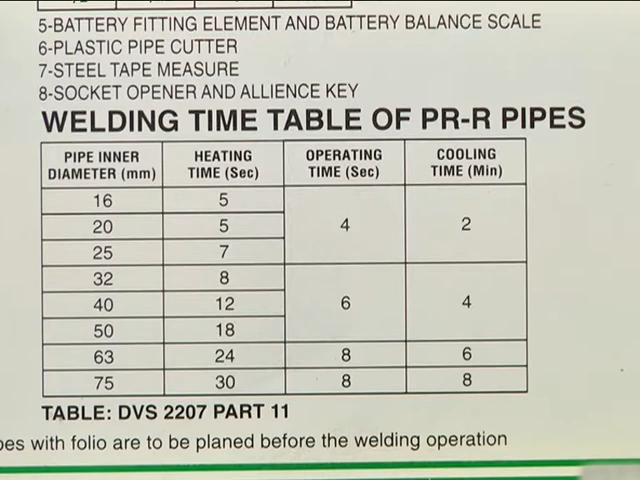 5-BATTERY FITTING ELEMENT AND BATTERY BALANCE SCALE
6-PLASTIC PIPE CUTTER
7-STEEL TAPE MEASURE
8-SOCKET OPENER AND ALLIENCE KEY
WELDING TIME TABLE OF PR-R PIPES
PIPE INNER DIAMETER (mm) HEATING TIME (Sec) OPERATING TIME (Sec) COOLING TIME (Min)
16 5
20 5 4 2
25 7
32 8
40 12 6 4
50 18
63 24 8 6
75 30 8 8
TABLE: DVS 2207 PART 11
with folio are to be planed before the welding operation